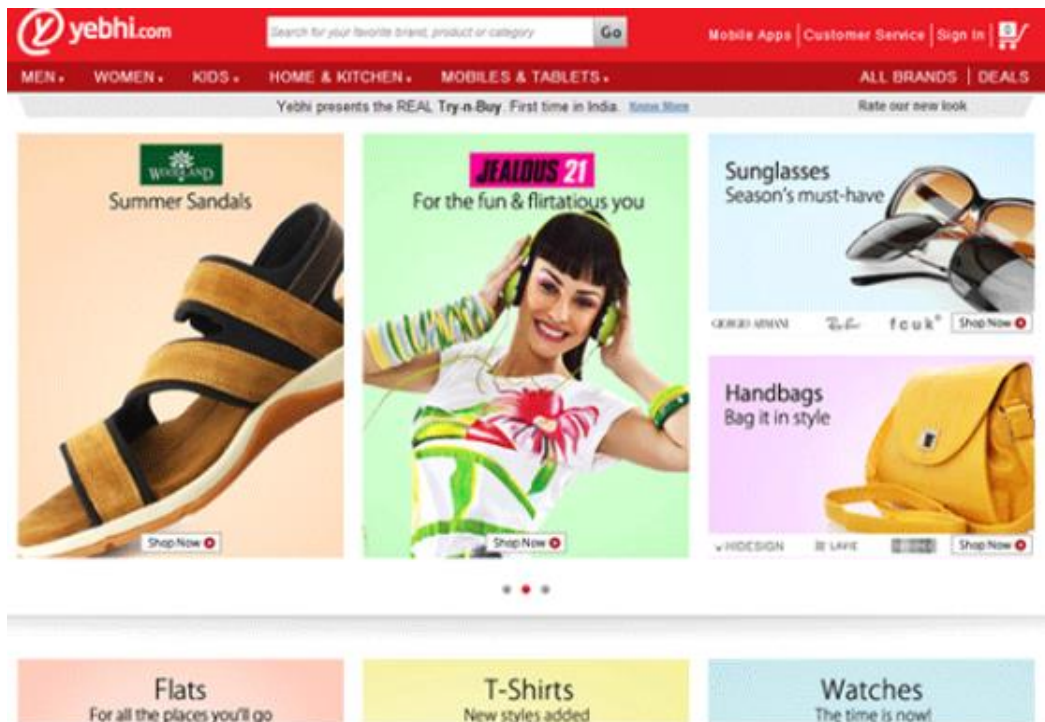 yebhi.com
Search for your favorite brand, product or category
Go
Mobile Apps | Customer Service | Sign In | 0
MEN
WOMEN
KIDS
HOME & KITCHEN
MOBILES & TABLETS
ALL BRANDS | DEALS
Yebhi presents the REAL Try-n-Buy. First time in India. Know More
Rate our new look
WOODLAND
Summer Sandals
Shop Now
JEALOUS 21
For the fun & flirtatious you
Shop Now
Sunglasses
Season's must-have
GIORGIO ARMANI
Ray-Ban
fcuk®
Shop Now
Handbags
Bag it in style
HIDESIGN
LAVIE
Shop Now
Flats
For all the places you'll go
T-Shirts
New styles added
Watches
The time is now!